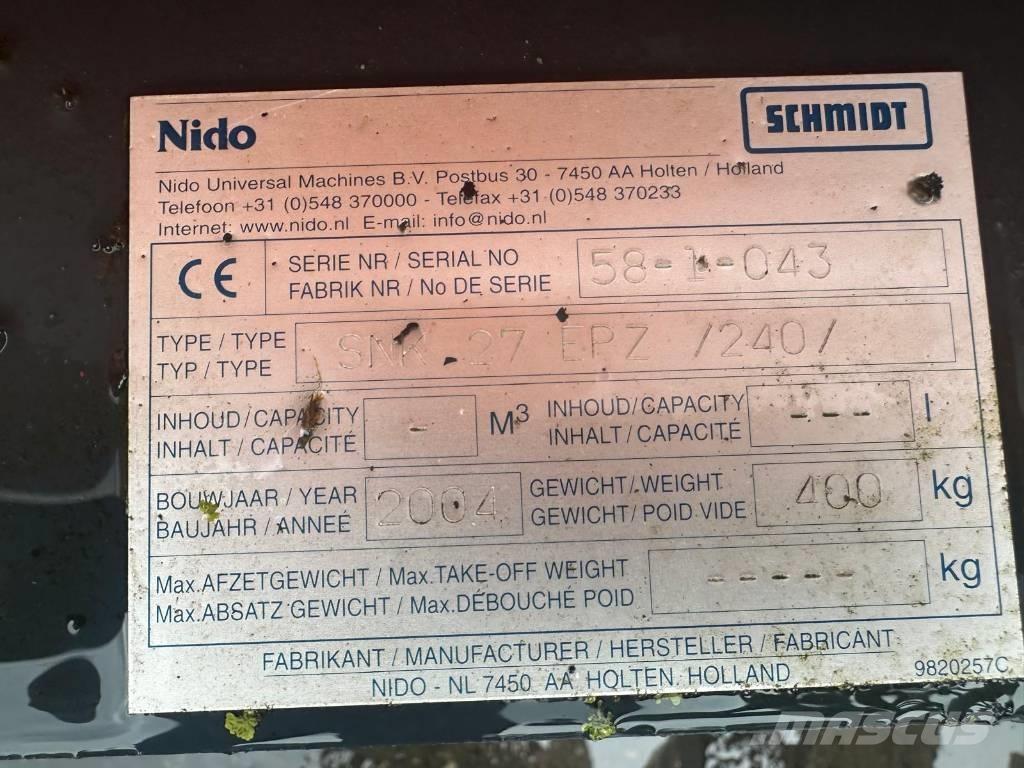 Nido
SCHMIDT
Nido Universal Machines B.V. Postbus 30 - 7450 AA Holten / Holland
Telefoon +31 (0)548 370000 - Telefax +31 (0)548 370233
Internet: www.nido.nl E-mail: info@nido.nl
CE
SERIE NR / SERIAL NO
FABRIK NR / No DE SERIE
58-1-043
TYPE / TYPE
TYP / TYPE
SNK 27 EPZ /240/
INHOUD/CAPACITY
INHALT/CAPACITÉ
- M3
INHOUD/CAPACITY
INHALT/CAPACITÉ
--- l
BOUWJAAR / YEAR
BAUJAHR / ANNEÉ
2004
GEWICHT/WEIGHT
GEWICHT/POID VIDE
400 kg
Max.AFZETGEWICHT / Max.TAKE-OFF WEIGHT
Max.ABSATZ GEWICHT / Max.DÉBOUCHÉ POID
----- kg
FABRIKANT / MANUFACTURER / HERSTELLER / FABRICANT
NIDO - NL 7450 AA HOLTEN HOLLAND
9820257C
MASCUS